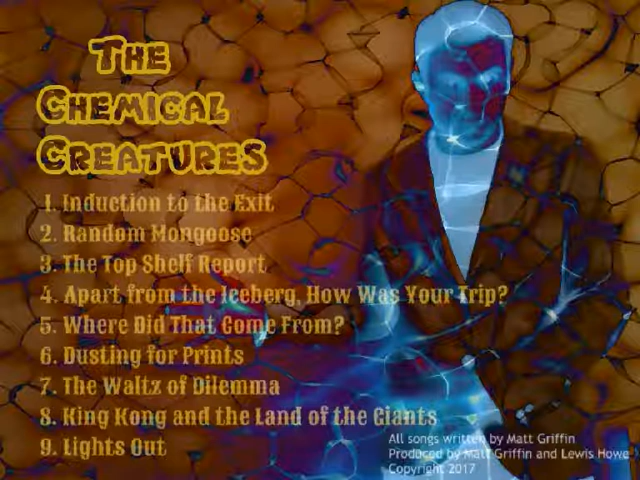 The
Chemical
Creatures
1. Induction to the Exit
2. Random Mongoose
3. The Top Shelf Report
4. Apart from the Iceberg, How Was Your Trip?
5. Where Did That Come From?
6. Dusting for Prints
7. The Waltz of Dilemma
8. King Kong and the Land of the Giants
9. Lights Out
All songs written by Matt Griffin
Produced by Matt Griffin and Lewis Howe
Copyright 2017